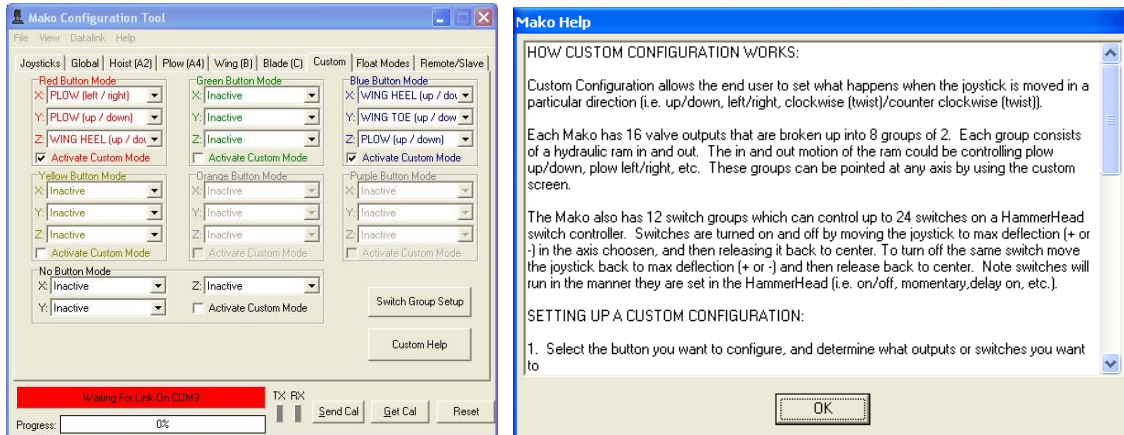 Mako Configuration Tool
File View Datalink Help
Joysticks Global Hoist (A2) Plow (A4) Wing (B) Blade (C) Custom Float Modes Remote/Slave
Red Button Mode Green Button Mode Blue Button Mode
X: PLOW (left / right) X: Inactive X: WING HEEL (up / dow
Y: PLOW (up / down) Y: Inactive Y: WING TOE (up / dow
Z: WING HEEL (up / dow Z: Inactive Z: PLOW (up / down)
Activate Custom Mode Activate Custom Mode Activate Custom Mode
Yellow Button Mode Orange Button Mode Purple Button Mode
X: Inactive X: Inactive X: Inactive
Y: Inactive Y: Inactive Y: Inactive
Z: Inactive Z: Inactive Z: Inactive
Activate Custom Mode Activate Custom Mode Activate Custom Mode
No Button Mode
X: Inactive Z: Inactive
Y: Inactive Activate Custom Mode
Switch Group Setup
Custom Help
Waiting For Link On COM3 TX RX
Send Cal Get Cal Reset
Progress: 0%
Mako Help
HOW CUSTOM CONFIGURATION WORKS:
Custom Configuration allows the end user to set what happens when the joystick is moved in a
particular direction (i.e. up/down, left/right, clockwise (twist)/counter clockwise (twist)).
Each Mako has 16 valve outputs that are broken up into 8 groups of 2. Each group consists
of a hydraulic ram in and out. The in and out motion of the ram could be controlling plow
up/down, plow left/right, etc. These groups can be pointed at any axis by using the custom
screen.
The Mako also has 12 switch groups which can control up to 24 switches on a HammerHead
switch controller. Switches are turned on and off by moving the joystick to max deflection (+ or
-) in the axis choosen, and then releasing it back to center. To turn off the same switch move
the joystick back to max deflection (+ or -) and then release back to center. Note switches will
run in the manner they are set in the HammerHead (i.e. on/off, momentary,delay on, etc.).
SETTING UP A CUSTOM CONFIGURATION:
1. Select the button you want to configure, and determine what outputs or switches you want
to
OK